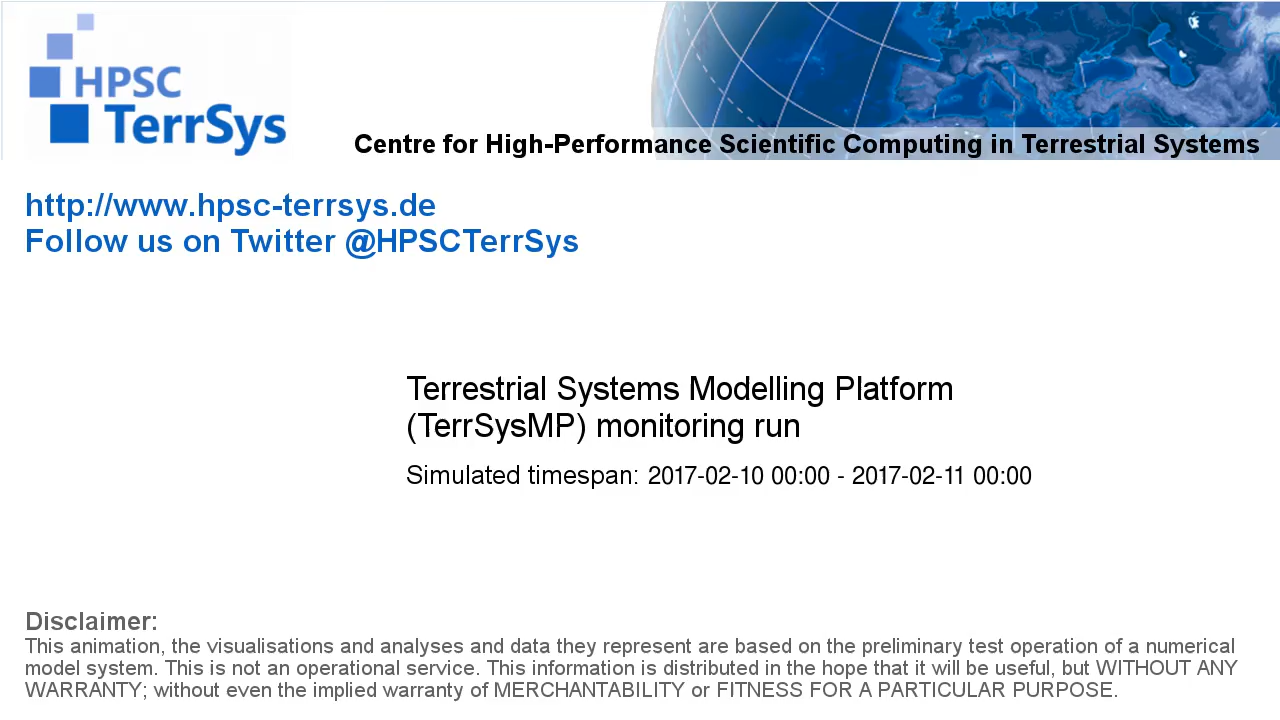 HPSC
TerrSys
Centre for High-Performance Scientific Computing in Terrestrial Systems
http://www.hpsc-terrsys.de
Follow us on Twitter @HPSCTerrSys
Terrestrial Systems Modelling Platform
(TerrSysMP) monitoring run
Simulated timespan: 2017-02-10 00:00 - 2017-02-11 00:00
Disclaimer:
This animation, the visualisations and analyses and data they represent are based on the preliminary test operation of a numerical
model system. This is not an operational service. This information is distributed in the hope that it will be useful, but WITHOUT ANY
WARRANTY; without even the implied warranty of MERCHANTABILITY or FITNESS FOR A PARTICULAR PURPOSE.